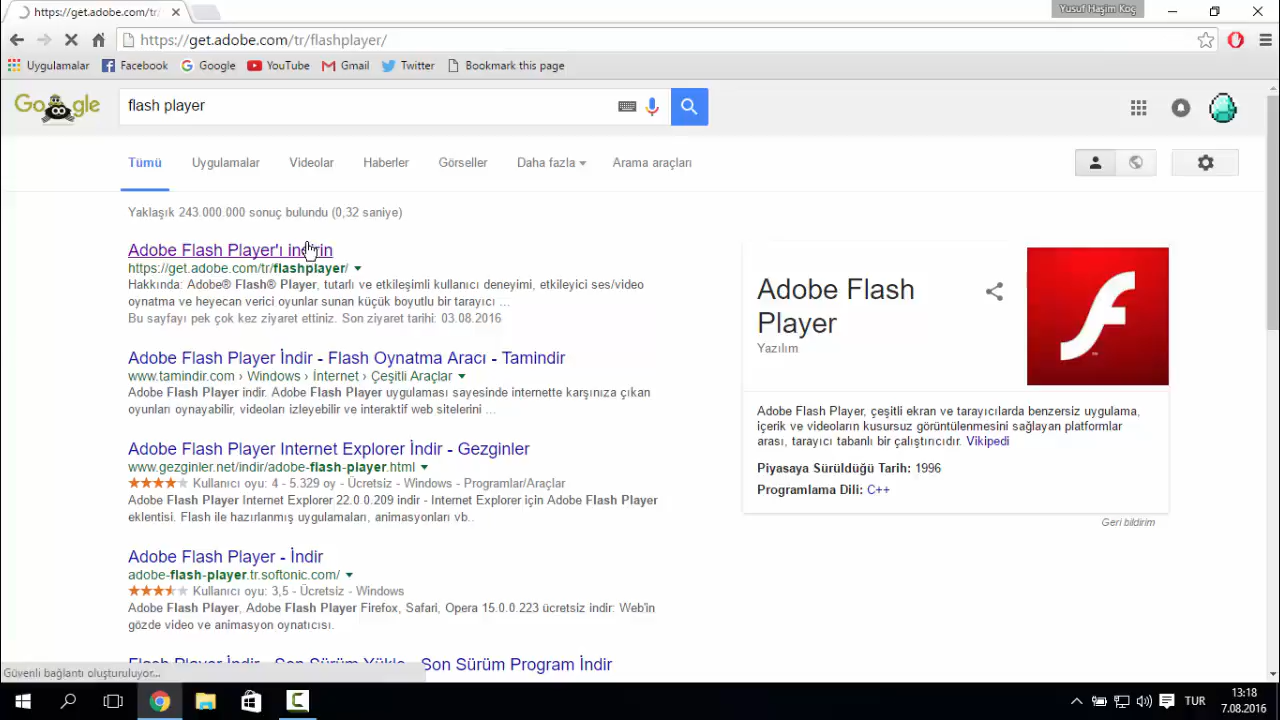 https://get.adobe.com/tr/
Yusuf Haşim Koç
https://get.adobe.com/tr/flashplayer/
Uygulamalar Facebook Google YouTube Gmail Twitter Bookmark this page
flash player
Tümü Uygulamalar Videolar Haberler Görseller Daha fazla Arama araçları
Yaklaşık 243.000.000 sonuç bulundu (0,32 saniye)
Adobe Flash Player'ı indirin
https://get.adobe.com/tr/flashplayer/
Hakkında: Adobe® Flash® Player, tutarlı ve etkileşimli kullanıcı deneyimi, etkileyici ses/video
oynatma ve heyecan verici oyunlar sunan küçük boyutlu bir tarayıcı ...
Bu sayfayı pek çok kez ziyaret ettiniz. Son ziyaret tarihi: 03.08.2016
Adobe Flash Player İndir - Flash Oynatma Aracı - Tamindir
www.tamindir.com › Windows › İnternet › Çeşitli Araçlar
Adobe Flash Player indir. Adobe Flash Player uygulaması sayesinde internette karşınıza çıkan
oyunları oynayabilir, videoları izleyebilir ve interaktif web sitelerini ...
Adobe Flash Player Internet Explorer İndir - Gezginler
www.gezginler.net/indir/adobe-flash-player.html
Kullanıcı oyu: 4 - 5.329 oy - Ücretsiz - Windows - Programlar/Araçlar
Adobe Flash Player Internet Explorer 22.0.0.209 indir - Internet Explorer için Adobe Flash Player
eklentisi. Flash ile hazırlanmış uygulamaları, animasyonları vb..
Adobe Flash Player - İndir
adobe-flash-player.tr.softonic.com/
Kullanıcı oyu: 3,5 - Ücretsiz - Windows
Adobe Flash Player, Adobe Flash Player Firefox, Safari, Opera 15.0.0.223 ücretsiz indir: Web'in
gözde video ve animasyon oynatıcısı.
Flash Player İndir - Son Sürüm Yükle - Son Sürüm Program İndir
Adobe Flash
Player
Yazılım
Adobe Flash Player, çeşitli ekran ve tarayıcılarda benzersiz uygulama,
içerik ve videoların kusursuz görüntülenmesini sağlayan platformlar
arası, tarayıcı tabanlı bir çalıştırıcıdır. Vikipedi
Piyasaya Sürüldüğü Tarih: 1996
Programlama Dili: C++
Geri bildirim
Güvenli bağlantı oluşturuluyor...
TUR
13:18
7.08.2016